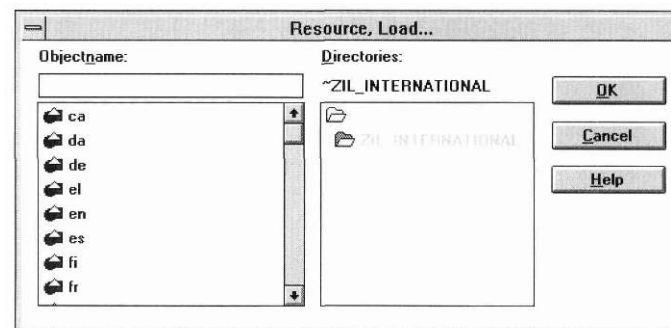 Resource, Load...
Objectname:
Directories:
~ZIL_INTERNATIONAL
OK
ca
da
ZIL_INTERNATIONAL
Cancel
de
el
Help
en
es
fi
fr